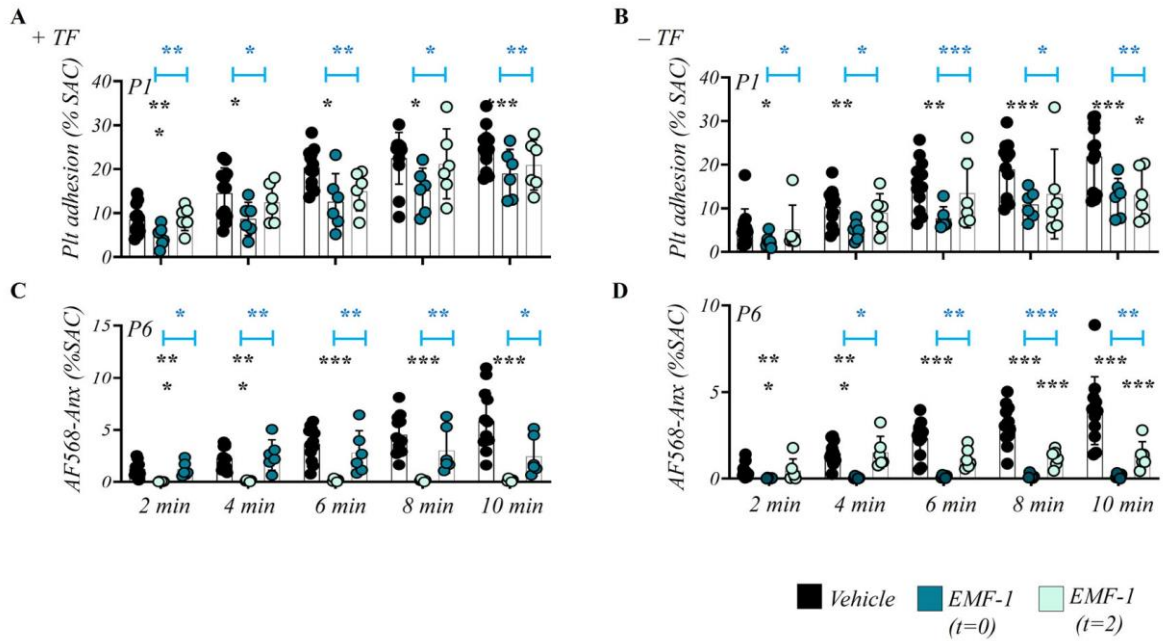 A
+ TF
** * ** * **
40
30
20
10
0
P1
Plt adhesion (% SAC)
** * * * ***
*
B
– TF
* * *** * **
40
30
20
10
0
P1
Plt adhesion (% SAC)
* ** ** *** ***
*
C
* ** ** ** *
15
10
5
0
P6
AF568-Anx (%SAC)
** ** *** *** ***
* *
2 min 4 min 6 min 8 min 10 min
D
* ** *** **
10
5
0
P6
AF568-Anx (%SAC)
** ** *** *** ***
* * *** ***
2 min 4 min 6 min 8 min 10 min
Vehicle
EMF-1
(t=0)
EMF-1
(t=2)